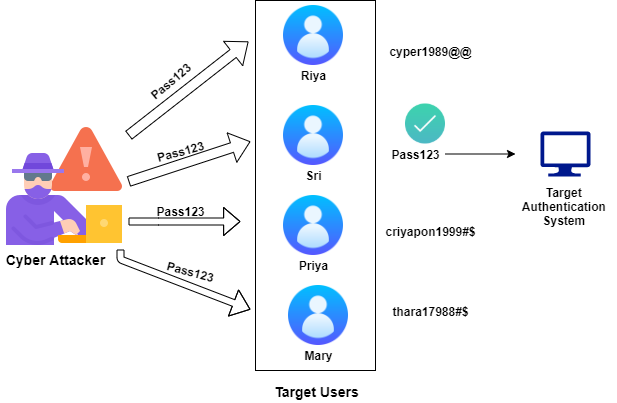 Pass123
Riya
cyper1989@@
Pass123
Sri
Pass123
Target
Authentication
System
Pass123
Priya
criyapon1999#$
Cyber Attacker
Pass123
Mary
thara17988#$
Target Users